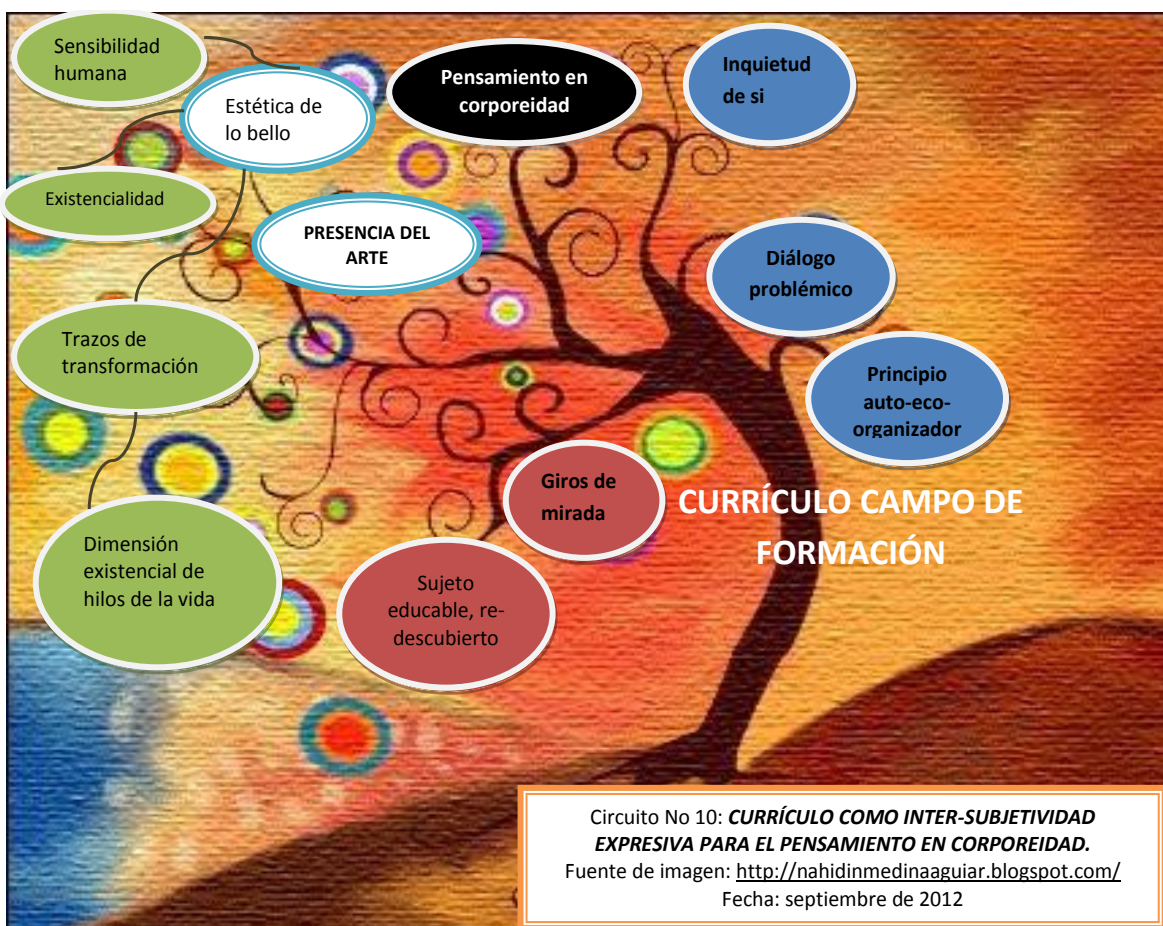 Sensibilidad
humana
Estética de
lo bello
Pensamiento en
corporeidad
Inquietud
de si
Existencialidad
PRESENCIA DEL
ARTE
Diálogo
problémico
Trazos de
transformación
Principio
auto-eco-
organizador
Giros de
mirada
CURRÍCULO CAMPO DE
FORMACIÓN
Dimensión
existencial de
hilos de la vida
Sujeto
educable, re-
descubierto
Circuito No 10: CURRÍCULO COMO INTER-SUBJETIVIDAD
EXPRESIVA PARA EL PENSAMIENTO EN CORPOREIDAD.
Fuente de imagen: http://nahidinmedinaaguiar.blogspot.com/
Fecha: septiembre de 2012